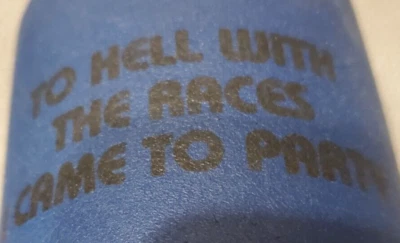 TO HELL WITH
THE RACES
CAME TO PARTY